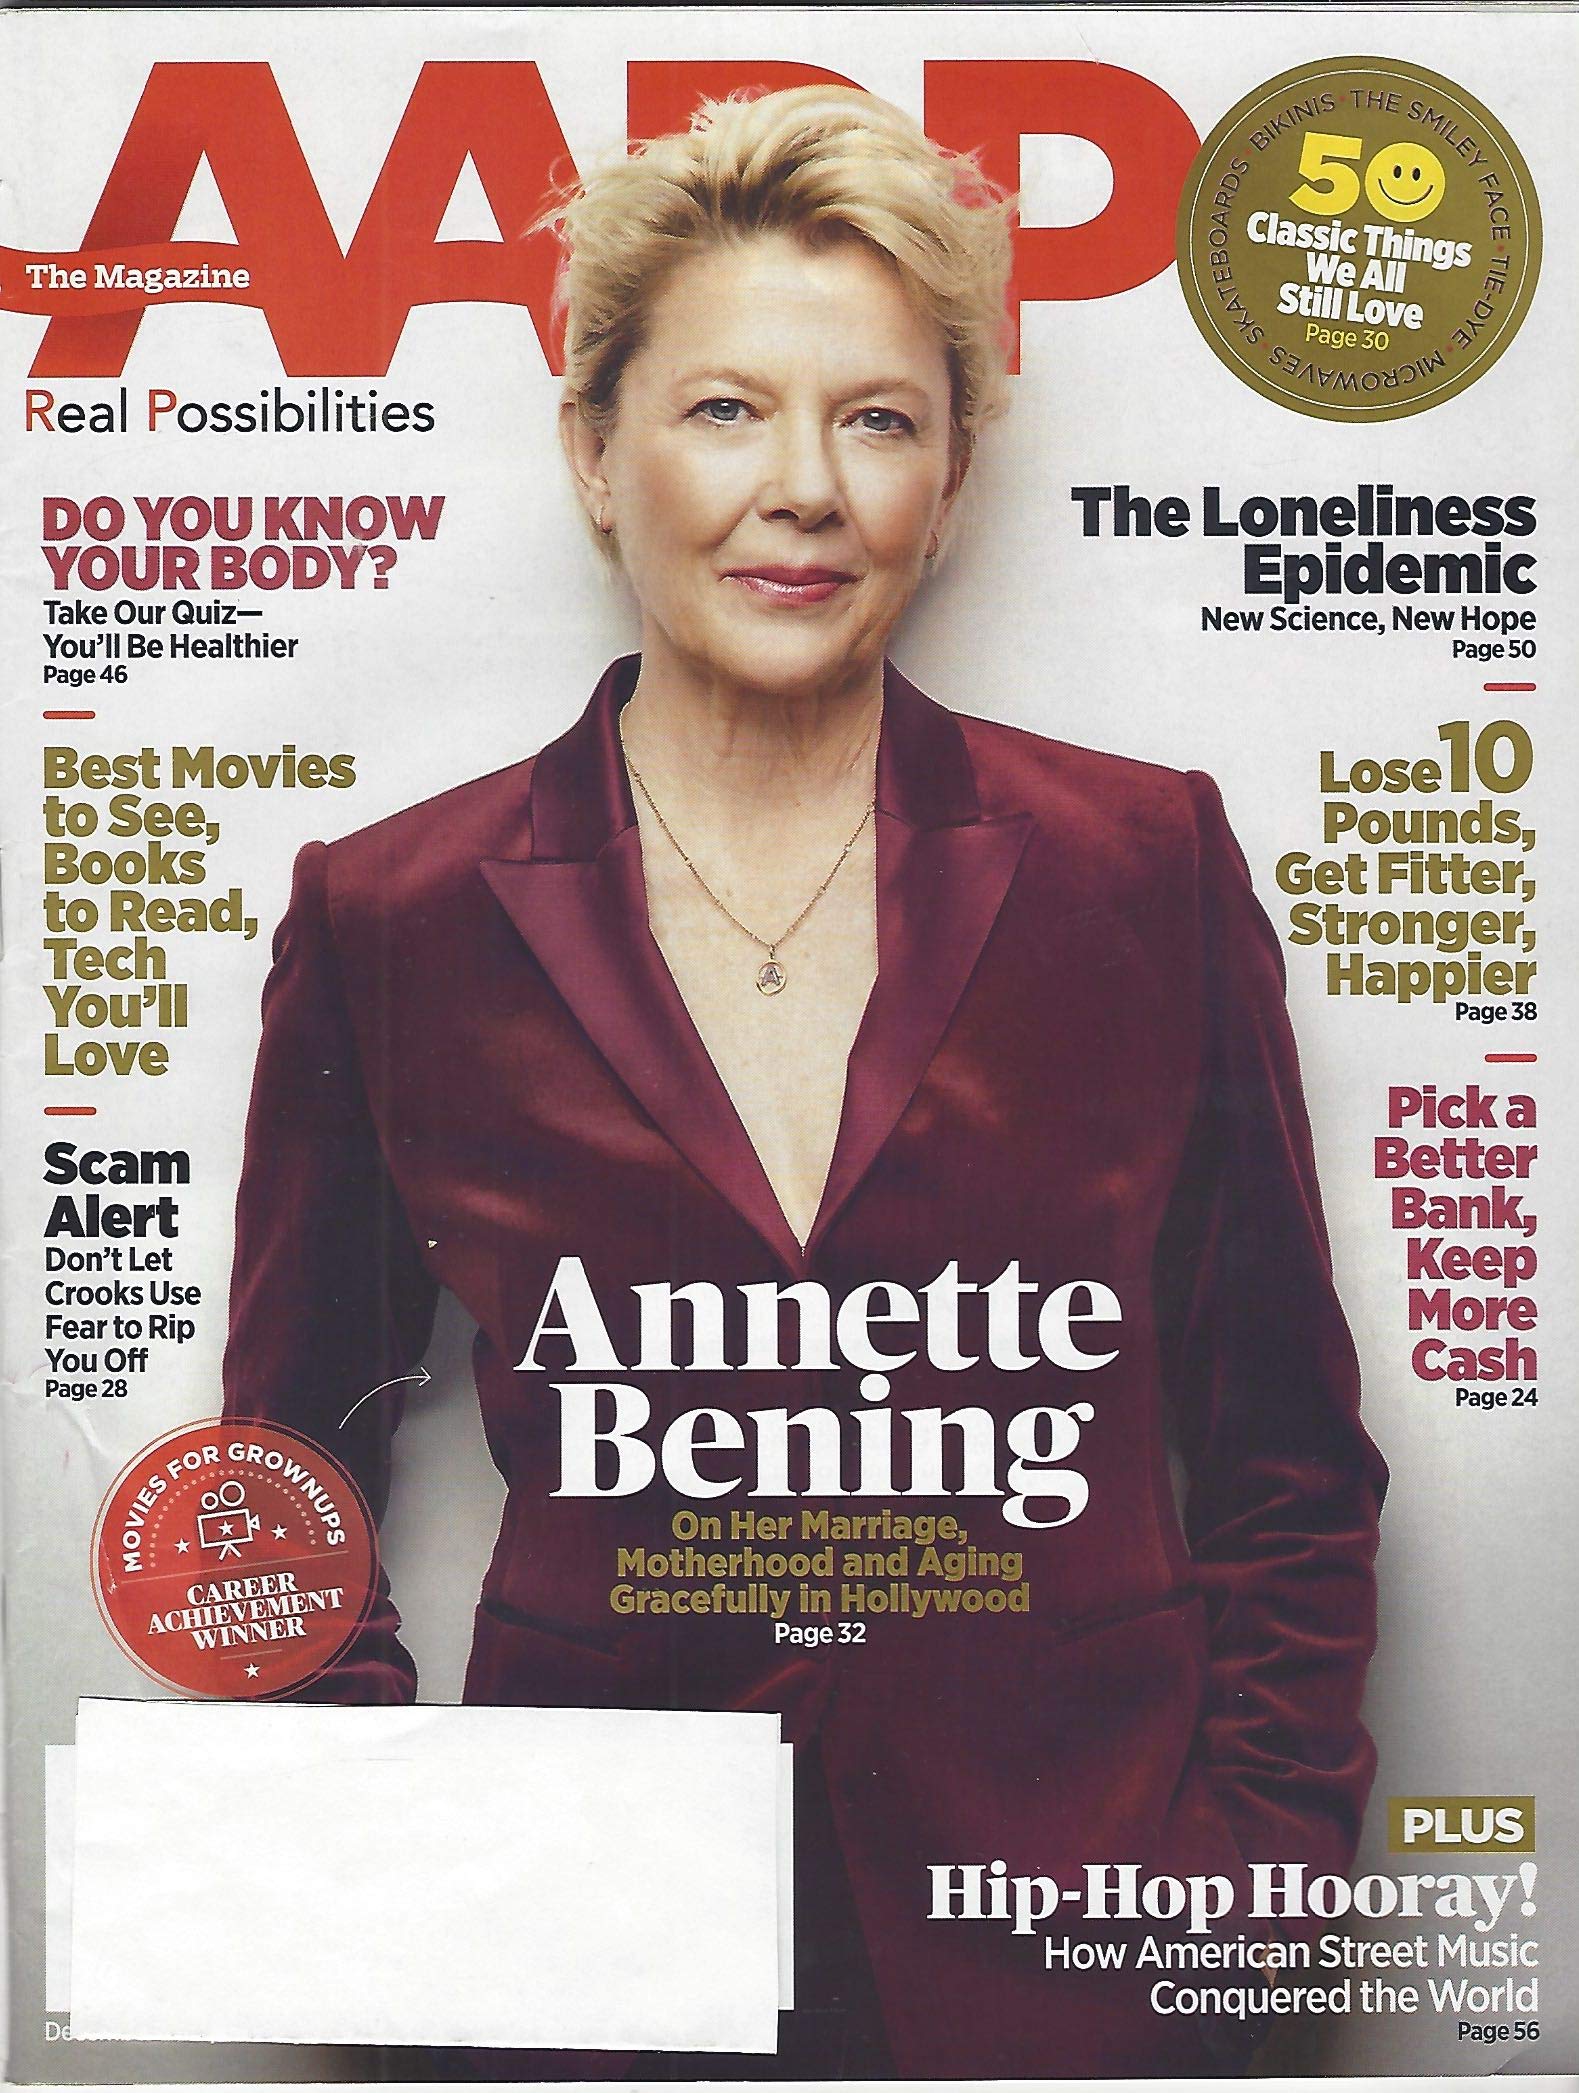 AARP
The Magazine
Real Possibilities
SKATEBOARDS • BIKINIS • THE SMILEY FACE • TIE-DYE • MICROWAVES •
50
Classic Things
We All
Still Love
Page 30
DO YOU KNOW
YOUR BODY?
Take Our Quiz—
You'll Be Healthier
Page 46
Best Movies
to See,
Books
to Read,
Tech
You'll
Love
Scam
Alert
Don't Let
Crooks Use
Fear to Rip
You Off
Page 28
MOVIES FOR GROWNUPS
CAREER
ACHIEVEMENT
WINNER
The Loneliness
Epidemic
New Science, New Hope
Page 50
Lose 10
Pounds,
Get Fitter,
Stronger,
Happier
Page 38
Pick a
Better
Bank,
Keep
More
Cash
Page 24
A
Annette
Bening
On Her Marriage,
Motherhood and Aging
Gracefully in Hollywood
Page 32
PLUS
Hip-Hop Hooray!
How American Street Music
Conquered the World
Page 56